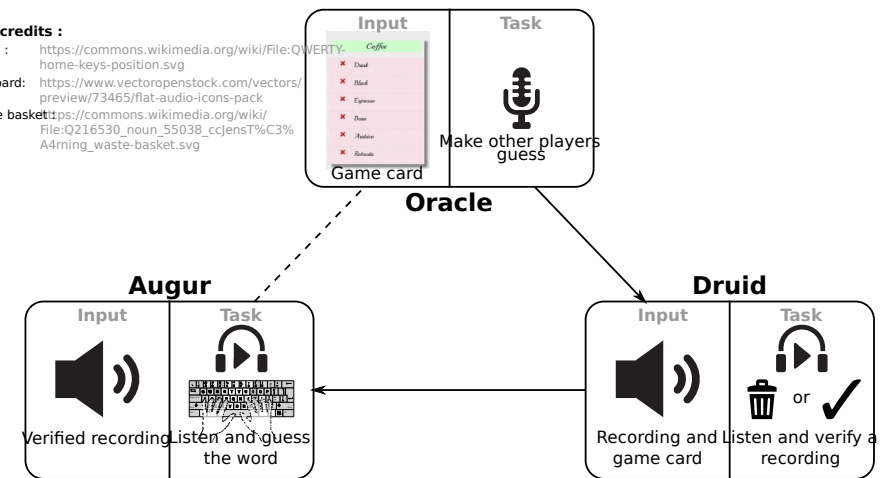 credits :
: https://commons.wikimedia.org/wiki/File:QWERTY-
home-keys-position.svg
oard: https://www.vectoropenstock.com/vectors/
preview/73465/flat-audio-icons-pack
e basket : https://commons.wikimedia.org/wiki/
File:Q216530_noun_55038_ccJensT%C3%
A4rning_waste-basket.svg
Input
Coffee
Drink
Black
Espresso
Bean
Arabica
Robusta
Game card
Task
Make other players
guess
Oracle
Augur
Input
Verified recording
Task
Listen and guess
the word
Druid
Input
Recording and
game card
Task
or
Listen and verify a
recording